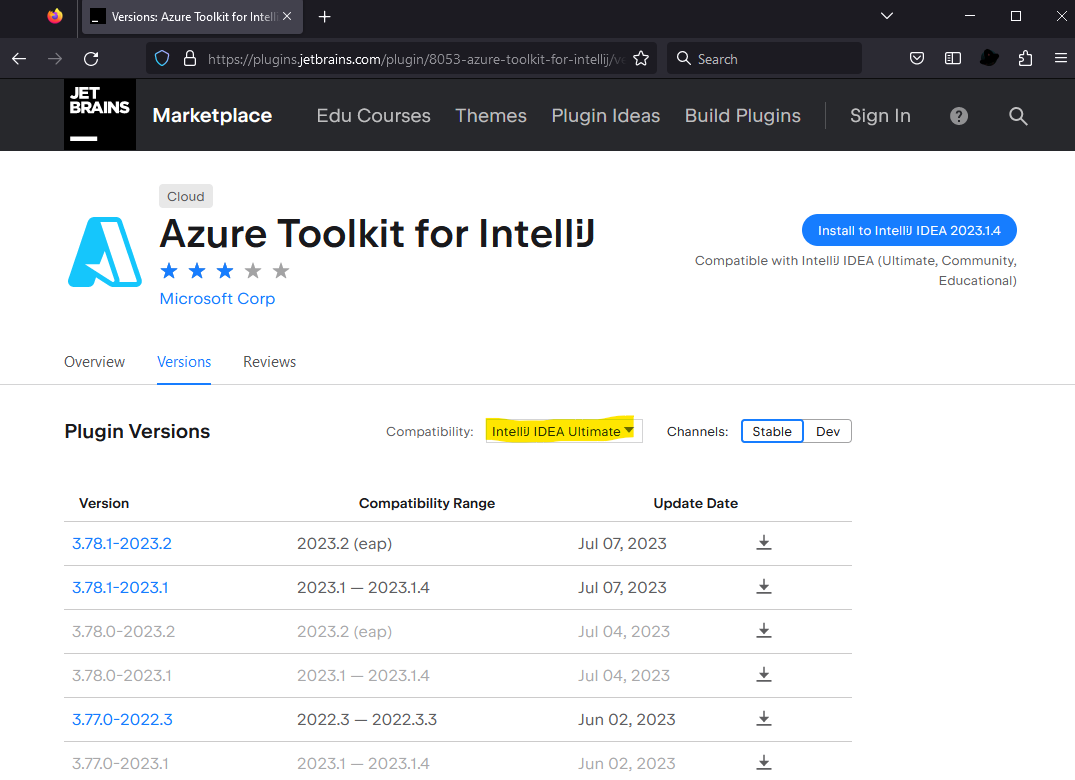 Versions: Azure Toolkit for Intelli
https://plugins.jetbrains.com/plugin/8053-azure-toolkit-for-intellij/ve
Search
JET
BRAINS
Marketplace
Edu Courses
Themes
Plugin Ideas
Build Plugins
Sign In
?
Cloud
Azure Toolkit for IntelliJ
Install to IntelliJ IDEA 2023.1.4
Compatible with IntelliJ IDEA (Ultimate, Community,
Educational)
Microsoft Corp
Overview
Versions
Reviews
Plugin Versions
Compatibility:
IntelliJ IDEA Ultimate
Channels:
Stable
Dev
Version Compatibility Range Update Date
3.78.1-2023.2 2023.2 (eap) Jul 07, 2023
3.78.1-2023.1 2023.1 — 2023.1.4 Jul 07, 2023
3.78.0-2023.2 2023.2 (eap) Jul 04, 2023
3.78.0-2023.1 2023.1 — 2023.1.4 Jul 04, 2023
3.77.0-2022.3 2022.3 — 2022.3.3 Jun 02, 2023
3.77.0-2023.1 2023.1 — 2023.1.4 Jun 02, 2023